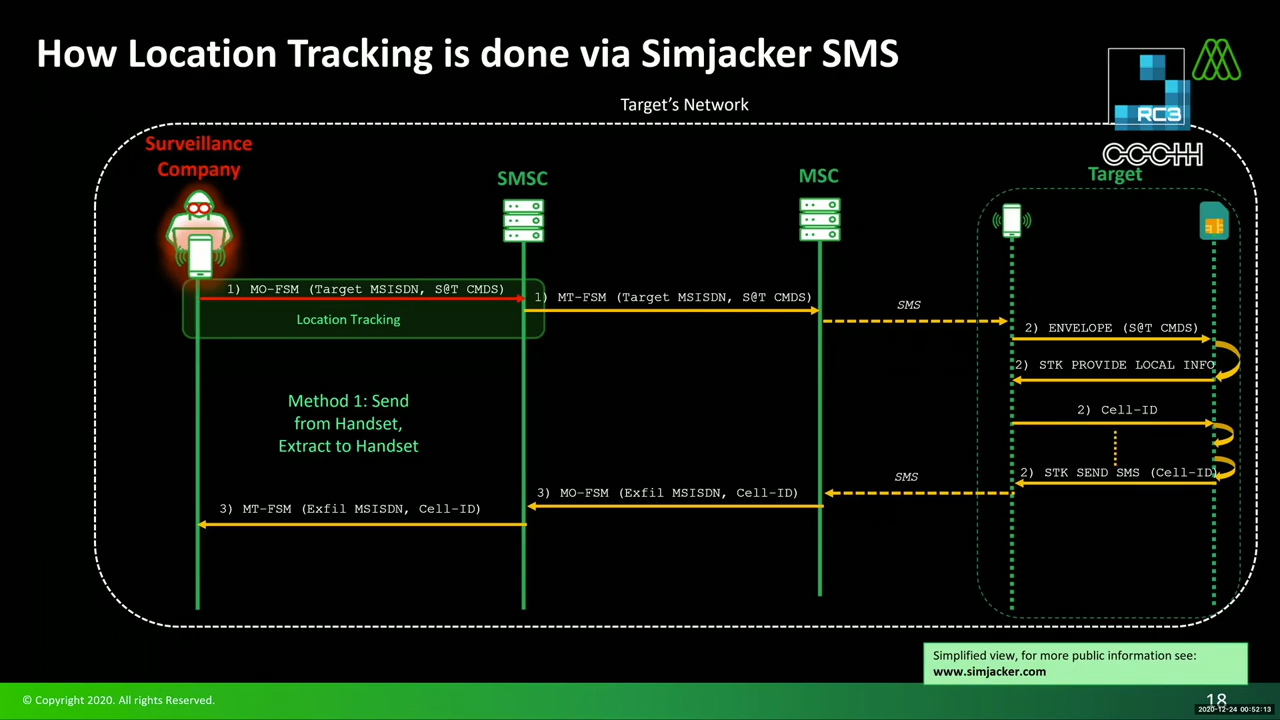 How Location Tracking is done via Simjacker SMS
Target's Network
RC3
CCCHH
Surveillance
Company
SMSC
MSC
Target
1) MO-FSM (Target MSISDN, S@T CMDS)
Location Tracking
1) MT-FSM (Target MSISDN, S@T CMDS)
SMS
2) ENVELOPE (S@T CMDS)
2) STK PROVIDE LOCAL INFO
Method 1: Send
from Handset,
Extract to Handset
2) Cell-ID
2) STK SEND SMS (Cell-ID)
SMS
3) MO-FSM (Exfil MSISDN, Cell-ID)
3) MT-FSM (Exfil MSISDN, Cell-ID)
Simplified view, for more public information see:
www.simjacker.com
© Copyright 2020. All rights Reserved.
18
2020-12-24 00:52:13